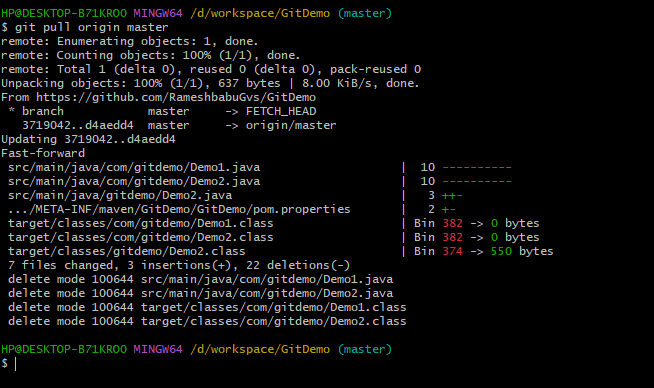 HP@DESKTOP-B71KROO MINGW64 /d/workspace/GitDemo (master)
$ git pull origin master
remote: Enumerating objects: 1, done.
remote: Counting objects: 100% (1/1), done.
remote: Total 1 (delta 0), reused 0 (delta 0), pack-reused 0
Unpacking objects: 100% (1/1), 637 bytes | 8.00 KiB/s, done.
From https://github.com/RameshbabuGvs/GitDemo
 * branch            master     -> FETCH_HEAD
   3719042..d4aedd4  master     -> origin/master
Updating 3719042..d4aedd4
Fast-forward
 src/main/java/com/gitdemo/Demo1.java               |  10 ----------
 src/main/java/com/gitdemo/Demo2.java               |  10 ----------
 src/main/java/gitdemo/Demo2.java                   |   3 ++-
 .../META-INF/maven/GitDemo/GitDemo/pom.properties  |   2 +-
 target/classes/com/gitdemo/Demo1.class             | Bin 382 -> 0 bytes
 target/classes/com/gitdemo/Demo2.class             | Bin 382 -> 0 bytes
 target/classes/gitdemo/Demo2.class                 | Bin 374 -> 550 bytes
 7 files changed, 3 insertions(+), 22 deletions(-)
 delete mode 100644 src/main/java/com/gitdemo/Demo1.java
 delete mode 100644 src/main/java/com/gitdemo/Demo2.java
 delete mode 100644 target/classes/com/gitdemo/Demo1.class
 delete mode 100644 target/classes/com/gitdemo/Demo2.class
HP@DESKTOP-B71KROO MINGW64 /d/workspace/GitDemo (master)
$